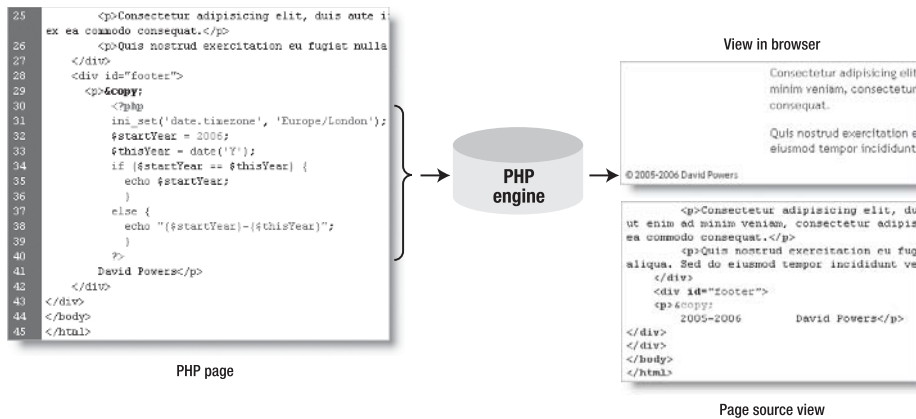 25 <p>Consectetur adipisicing elit, duis aute i
ex ea commodo consequat.</p>
26 <p>Quis nostrud exercitation eu fugiat nulla
27 </div>
28 <div id="footer">
29 <p>&copy;
30 <?php
31 ini_set('date.timezone', 'Europe/London');
32 $startYear = 2006;
33 $thisYear = date('Y');
34 if ($startYear == $thisYear) {
35 echo $startYear;
36 }
37 else {
38 echo "{$startYear}-{$thisYear}";
39 }
40 ?>
41 David Powers</p>
42 </div>
43 </div>
44 </body>
45 </html>
PHP page
PHP
engine
View in browser
Consectetur adipisicing elit
minim veniam, consectetur
consequat.
Quis nostrud exercitation e
eiusmod tempor incididunt
© 2005-2006 David Powers
<p>Consectetur adipisicing elit, du
ut enim ad minim veniam, consectetur adipis
ea commodo consequat.</p>
<p>Quis nostrud exercitation eu fug
aliqua. Sed do eiusmod tempor incididunt ve
</div>
<div id="footer">
<p>&copy;
2005-2006 David Powers</p>
</div>
</div>
</body>
</html>
Page source view